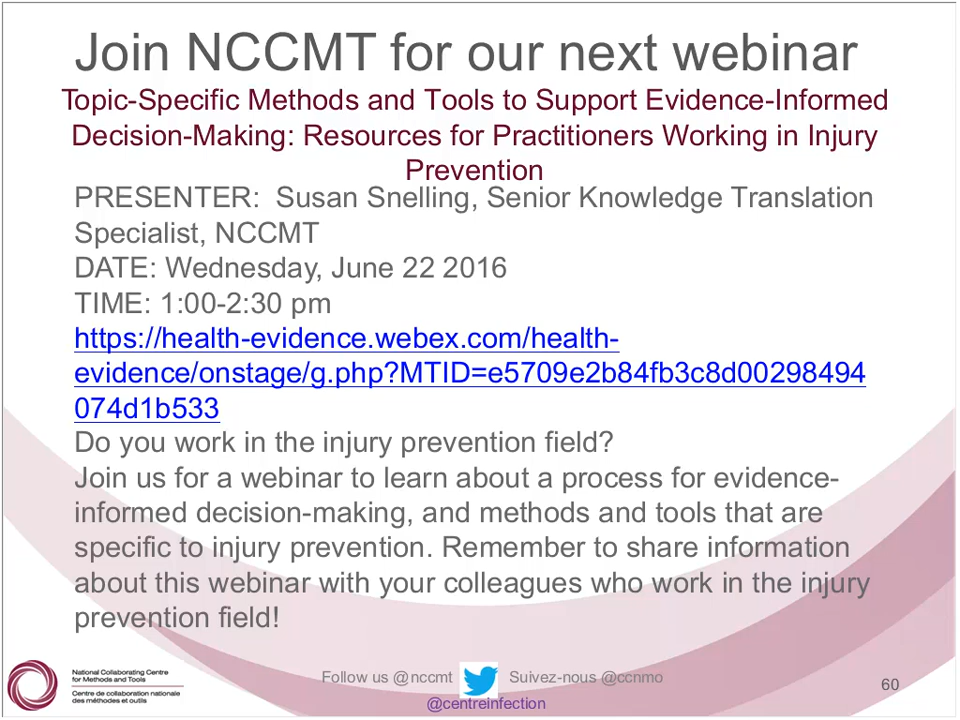 Join NCCMT for our next webinar
Topic-Specific Methods and Tools to Support Evidence-Informed
Decision-Making: Resources for Practitioners Working in Injury
Prevention
PRESENTER:  Susan Snelling, Senior Knowledge Translation
Specialist, NCCMT
DATE: Wednesday, June 22 2016
TIME: 1:00-2:30 pm
https://health-evidence.webex.com/health-
evidence/onstage/g.php?MTID=e5709e2b84fb3c8d00298494
074d1b533
Do you work in the injury prevention field?
Join us for a webinar to learn about a process for evidence-
informed decision-making, and methods and tools that are
specific to injury prevention. Remember to share information
about this webinar with your colleagues who work in the injury
prevention field!
National Collaborating Centre
for Methods and Tools
Centre de collaboration nationale
des méthodes et outils
Follow us @nccmt
Suivez-nous @ccnmo
@centreinfection
60